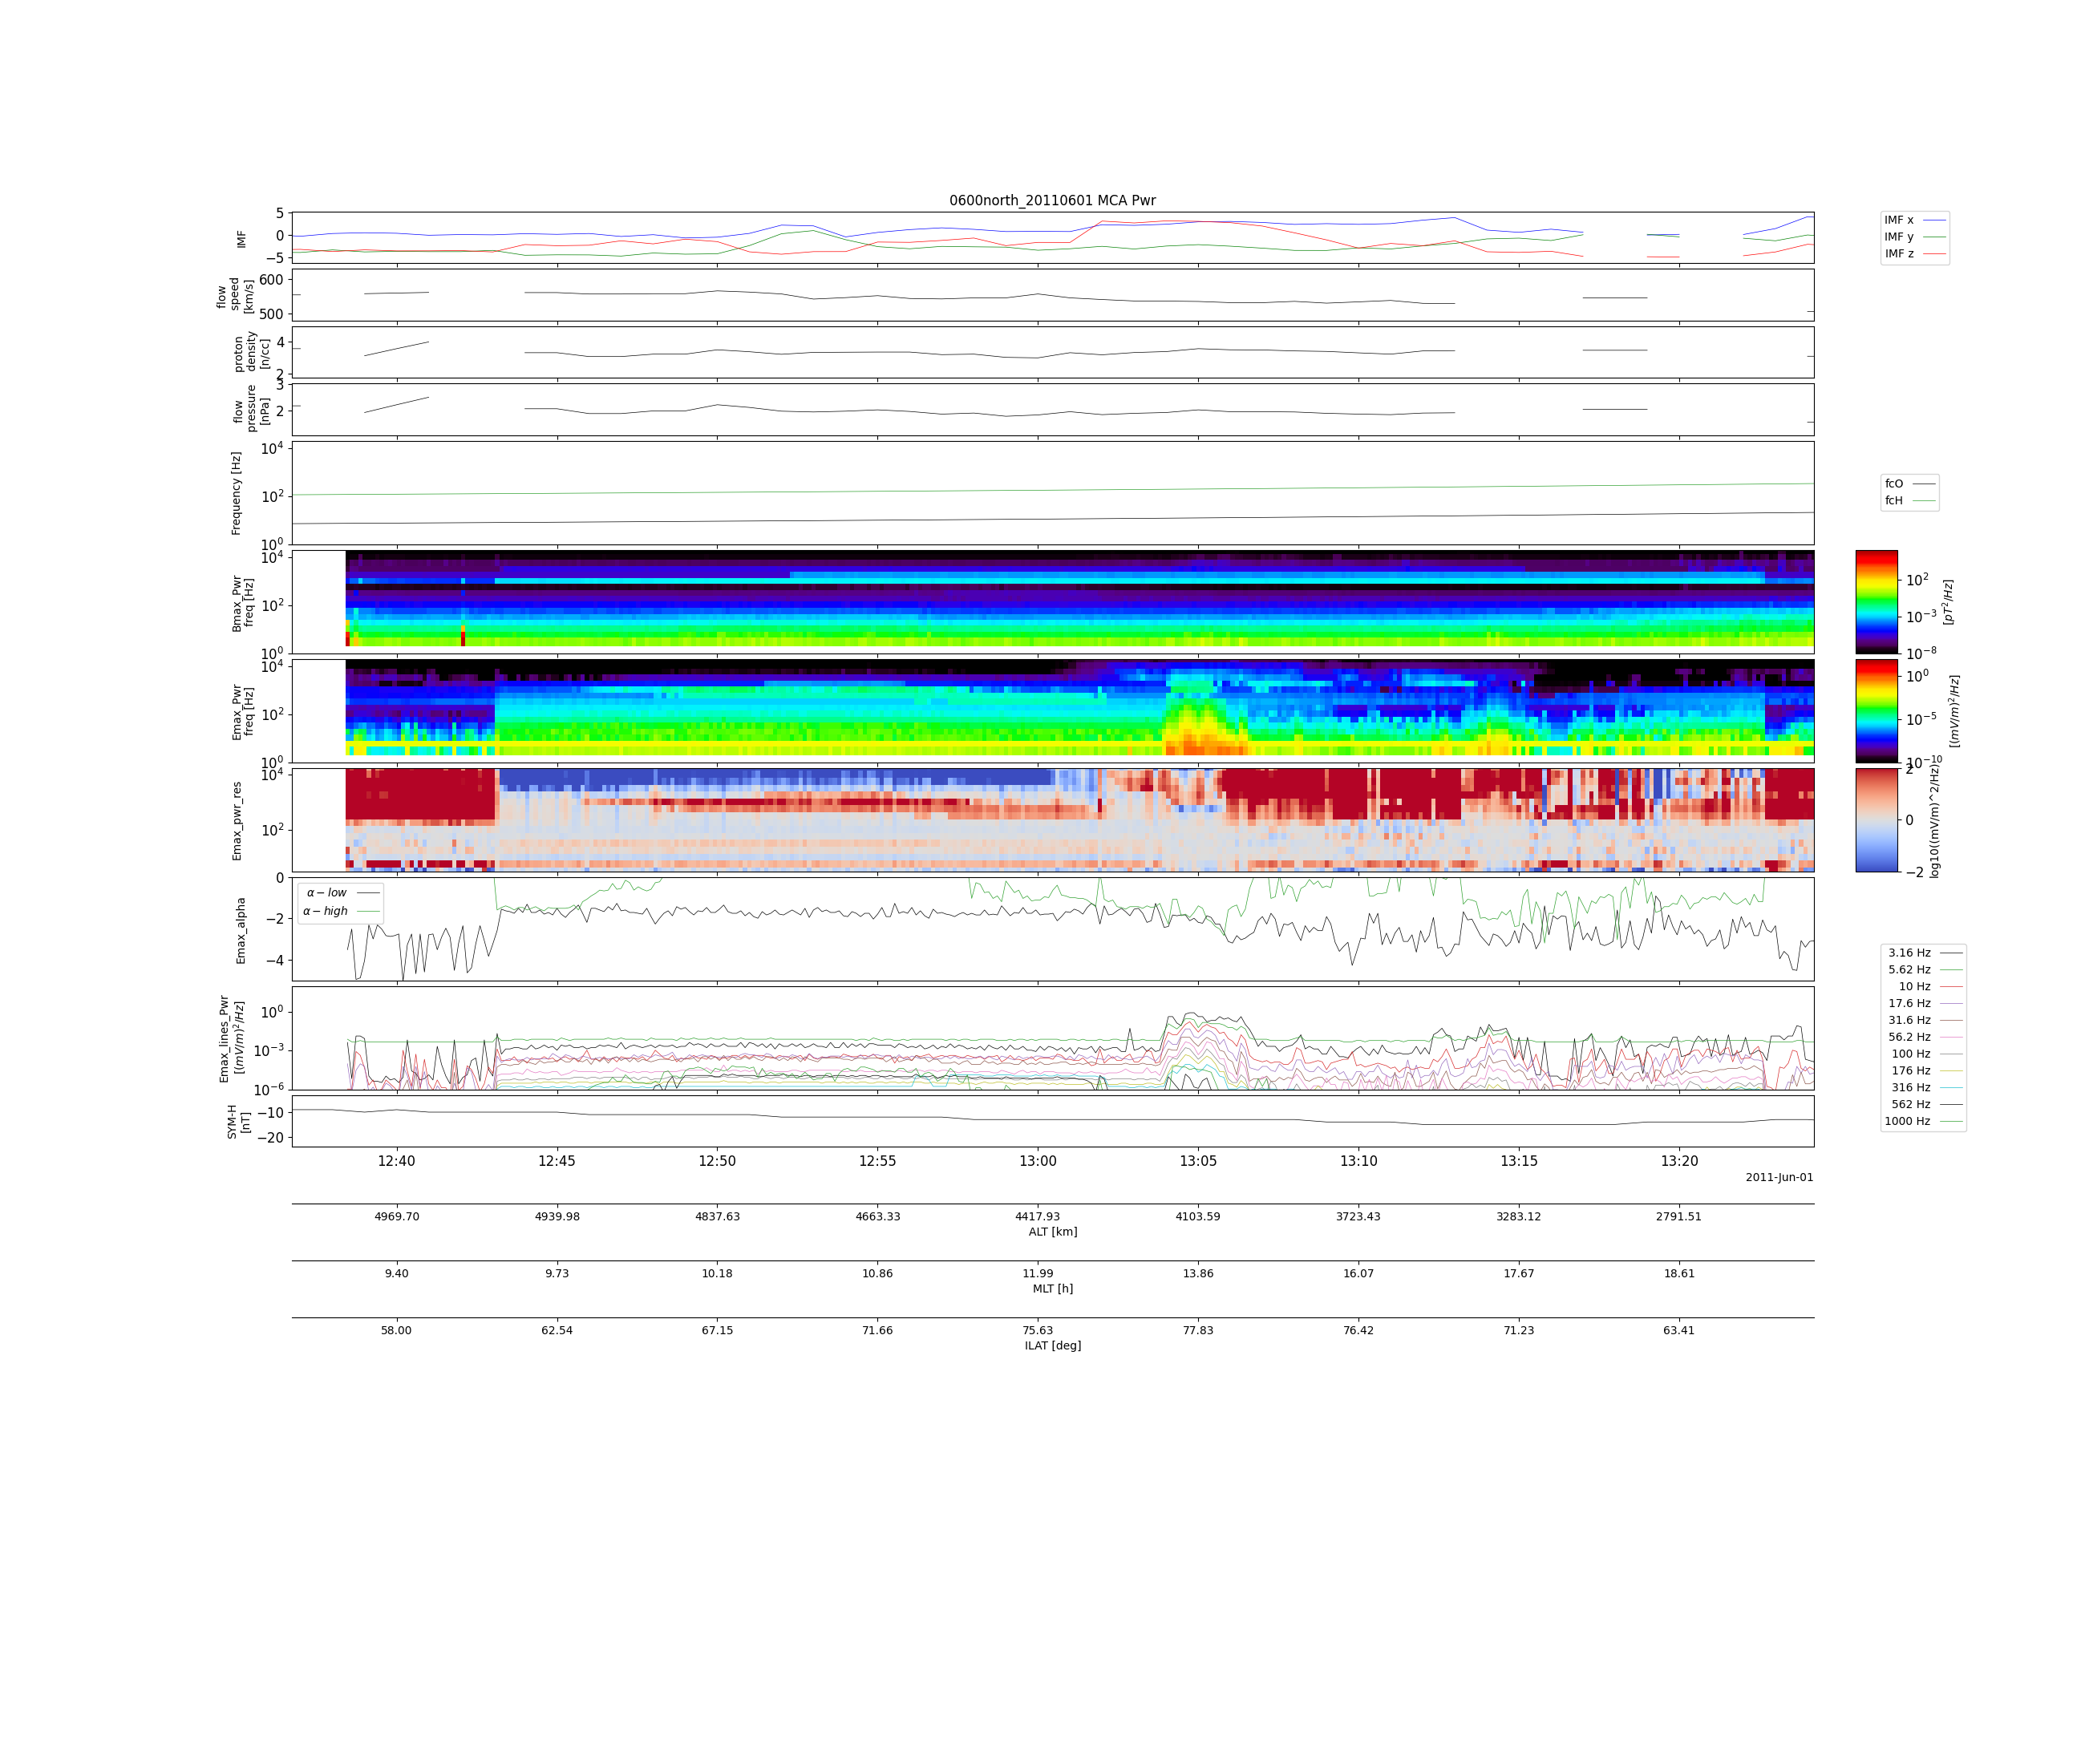 0600north_20110601 MCA Pwr
5
0
−5
IMF
IMF x
IMF y
IMF z
600
500
flow
speed
[km/s]
4
2
proton
density
[n/cc]
3
2
flow
pressure
[nPa]
10^4
10^2
10^0
Frequency [Hz]
fcO
fcH
10^4
10^2
10^0
Bmax_Pwr
freq [Hz]
10^2
10^−3
10^−8
[pT^2/Hz]
10^4
10^2
10^0
Emax_Pwr
freq [Hz]
10^0
10^−5
10^−10
[(mV/m)^2/Hz]
10^4
10^2
Emax_pwr_res
2
0
−2
log10((mV/m)^2/Hz)
0
−2
−4
Emax_alpha
α − low
α − high
10^0
10^−3
10^−6
Emax_lines_Pwr
[(mV/m)^2/Hz]
3.16 Hz
5.62 Hz
10 Hz
17.6 Hz
31.6 Hz
56.2 Hz
100 Hz
176 Hz
316 Hz
562 Hz
1000 Hz
−10
−20
SYM-H
[nT]
12:40 12:45 12:50 12:55 13:00 13:05 13:10 13:15 13:20
2011-Jun-01
4969.70 4939.98 4837.63 4663.33 4417.93 4103.59 3723.43 3283.12 2791.51
ALT [km]
9.40 9.73 10.18 10.86 11.99 13.86 16.07 17.67 18.61
MLT [h]
58.00 62.54 67.15 71.66 75.63 77.83 76.42 71.23 63.41
ILAT [deg]